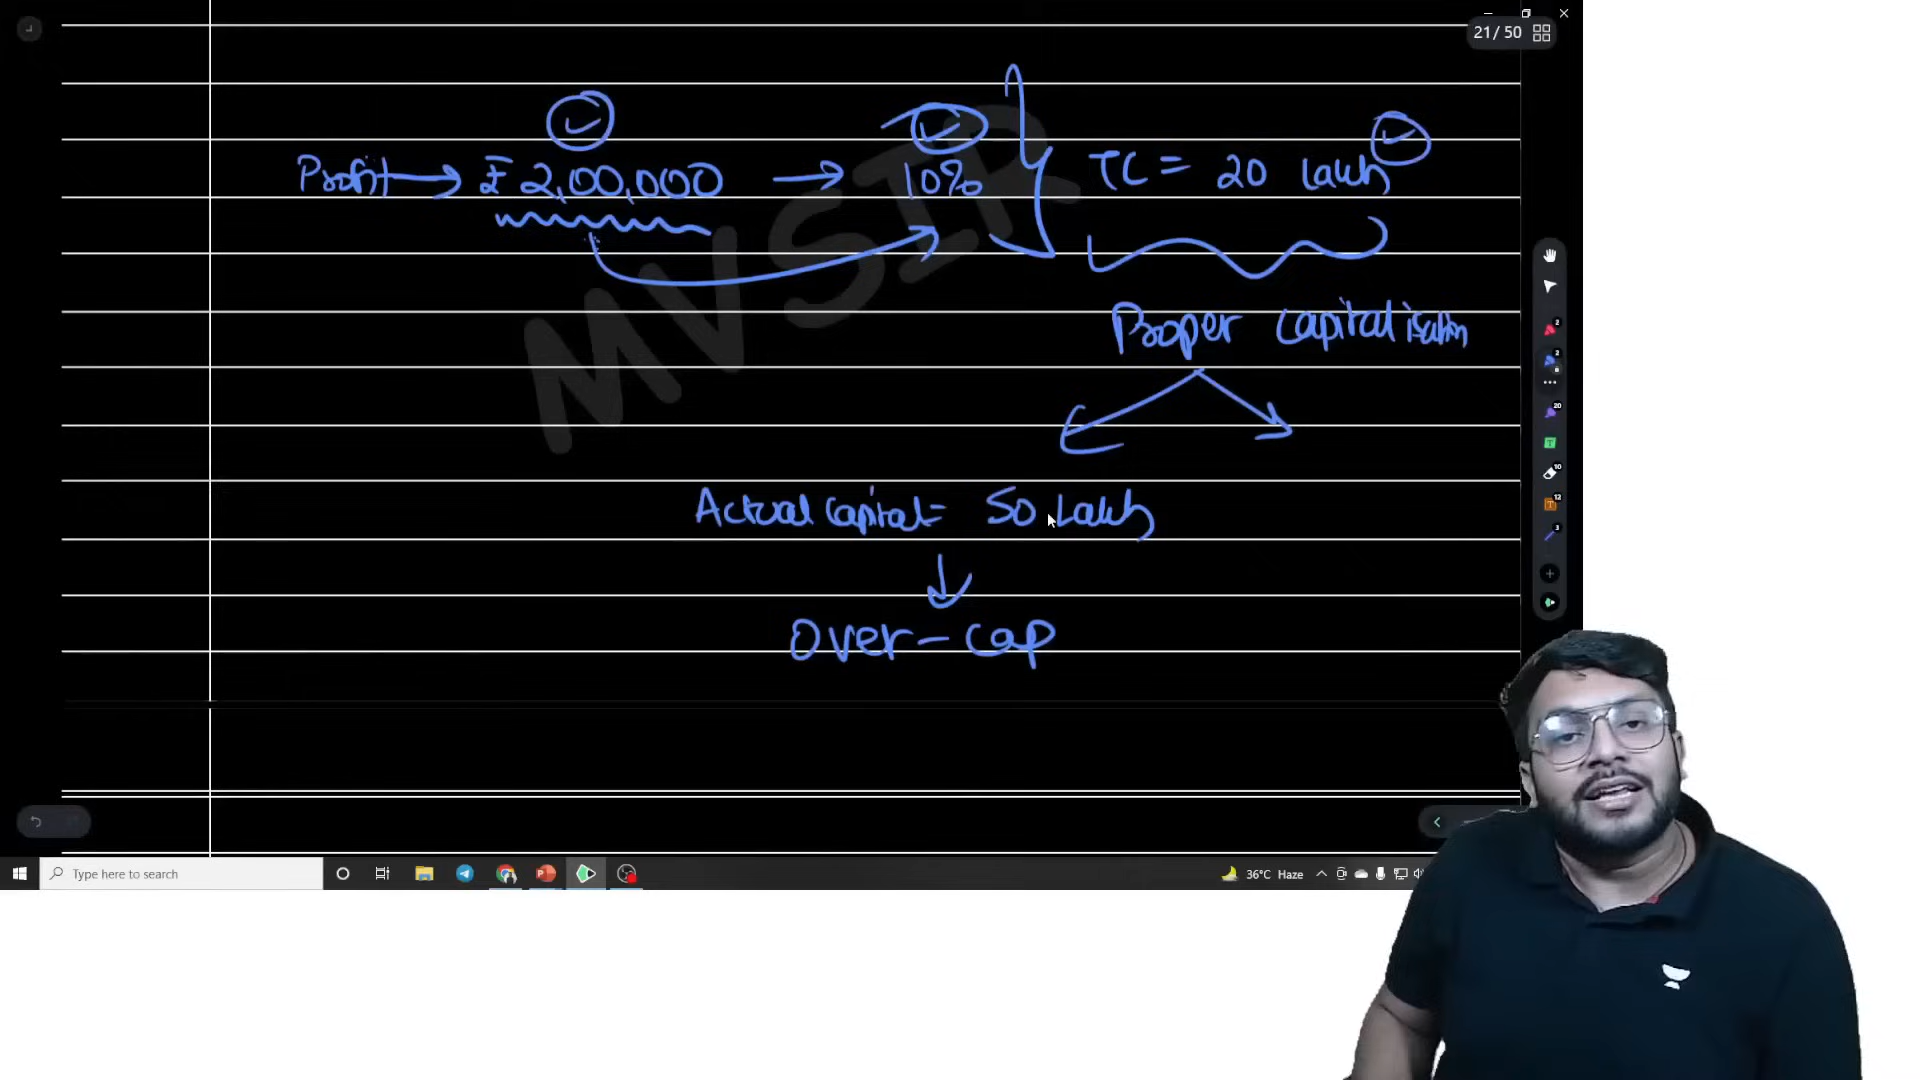 21/ 50
Profit → ₹ 2,00,000 → 10% TC = 20 Lakh
MVSIR
Proper capitalisation
Actual capital = 50 Lakh
↓
Over - cap
Type here to search
36°C Haze